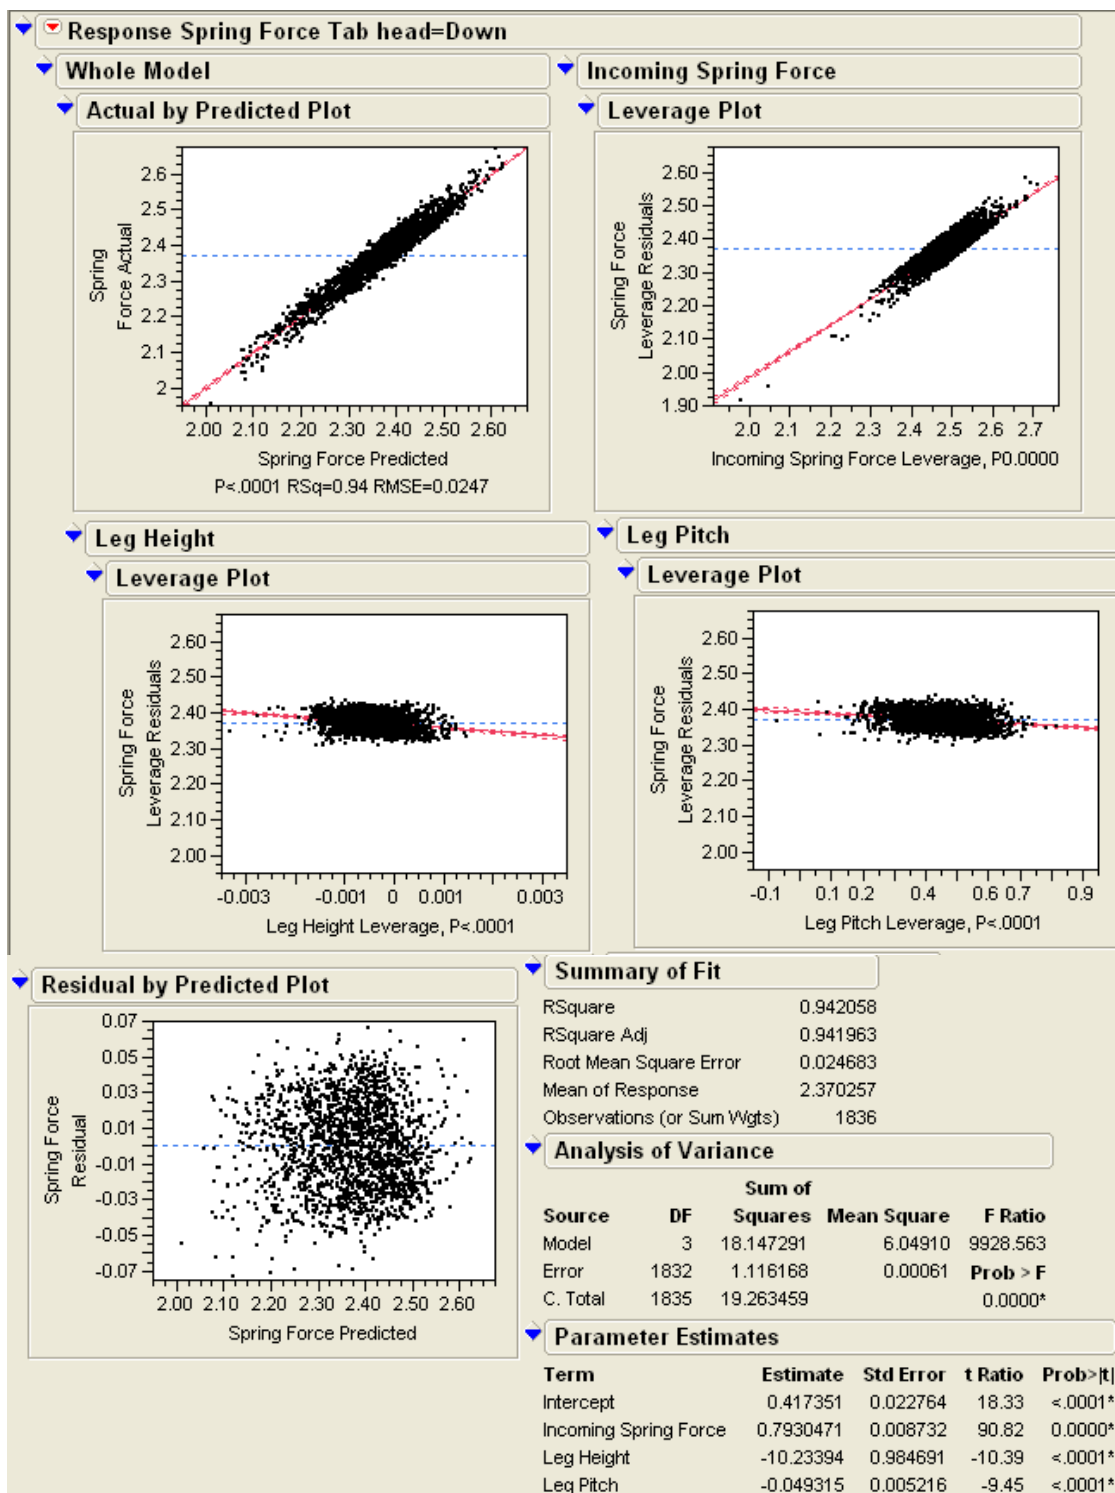 Response Spring Force Tab head=Down
Whole Model
Actual by Predicted Plot
Spring
Force Actual
2.6
2.5
2.4
2.3
2.2
2.1
2
2.00 2.10 2.20 2.30 2.40 2.50 2.60
Spring Force Predicted
P<.0001 RSq=0.94 RMSE=0.0247
Incoming Spring Force
Leverage Plot
Spring Force
Leverage Residuals
2.60
2.50
2.40
2.30
2.20
2.10
2.00
1.90
2.0 2.1 2.2 2.3 2.4 2.5 2.6 2.7
Incoming Spring Force Leverage, P0.0000
Leg Height
Leverage Plot
Spring Force
Leverage Residuals
2.60
2.50
2.40
2.30
2.20
2.10
2.00
-0.003 -0.001 0 0.001 0.003
Leg Height Leverage, P<.0001
Leg Pitch
Leverage Plot
Spring Force
Leverage Residuals
2.60
2.50
2.40
2.30
2.20
2.10
2.00
-0.1 0.1 0.2 0.4 0.6 0.7 0.9
Leg Pitch Leverage, P<.0001
Residual by Predicted Plot
Spring Force
Residual
0.07
0.05
0.03
0.01
-0.01
-0.03
-0.05
-0.07
2.00 2.10 2.20 2.30 2.40 2.50 2.60
Spring Force Predicted
Summary of Fit
RSquare 0.942058
RSquare Adj 0.941963
Root Mean Square Error 0.024683
Mean of Response 2.370257
Observations (or Sum Wgts) 1836
Analysis of Variance
Sum of
Source DF Squares Mean Square F Ratio
Model 3 18.147291 6.04910 9928.563
Error 1832 1.116168 0.00061 Prob > F
C. Total 1835 19.263459 0.0000*
Parameter Estimates
Term Estimate Std Error t Ratio Prob>|t|
Intercept 0.417351 0.022764 18.33 <.0001*
Incoming Spring Force 0.7930471 0.008732 90.82 0.0000*
Leg Height -10.23394 0.984691 -10.39 <.0001*
Leg Pitch -0.049315 0.005216 -9.45 <.0001*